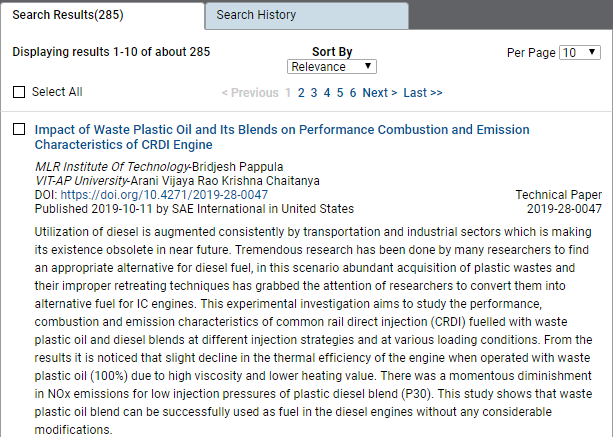 Search Results(285)
Search History
Displaying results 1-10 of about 285
Sort By
Per Page 10
Relevance
Select All
< Previous 1 2 3 4 5 6 Next > Last >>
Impact of Waste Plastic Oil and Its Blends on Performance Combustion and Emission
Characteristics of CRDI Engine
MLR Institute Of Technology-Bridjesh Pappula
VIT-AP University-Arani Vijaya Rao Krishna Chaitanya
DOI: https://doi.org/10.4271/2019-28-0047
Technical Paper
Published 2019-10-11 by SAE International in United States
2019-28-0047
Utilization of diesel is augmented consistently by transportation and industrial sectors which is making
its existence obsolete in near future. Tremendous research has been done by many researchers to find
an appropriate alternative for diesel fuel, in this scenario abundant acquisition of plastic wastes and
their improper retreating techniques has grabbed the attention of researchers to convert them into
alternative fuel for IC engines. This experimental investigation aims to study the performance,
combustion and emission characteristics of common rail direct injection (CRDI) fuelled with waste
plastic oil and diesel blends at different injection strategies and at various loading conditions. From the
results it is noticed that slight decline in the thermal efficiency of the engine when operated with waste
plastic oil (100%) due to high viscosity and lower heating value. There was a momentous diminishment
in NOx emissions for low injection pressures of plastic diesel blend (P30). This study shows that waste
plastic oil blend can be successfully used as fuel in the diesel engines without any considerable
modifications.